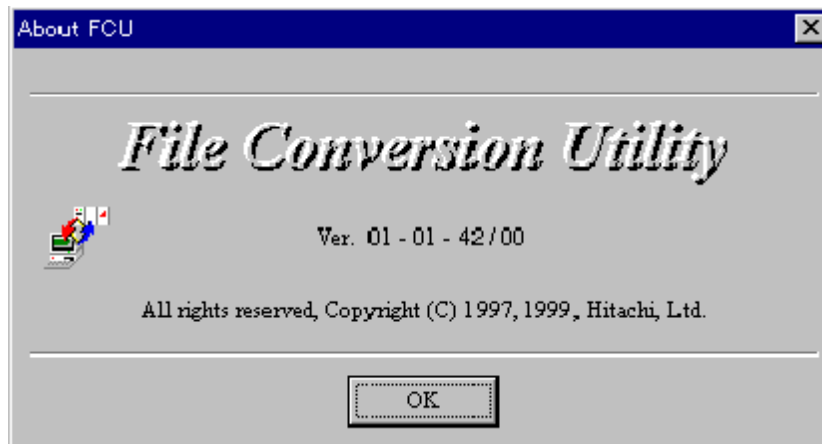 About FCU
File Conversion Utility
Ver. 01 - 01 - 42 / 00
All rights reserved, Copyright (C) 1997, 1999,, Hitachi, Ltd.
OK